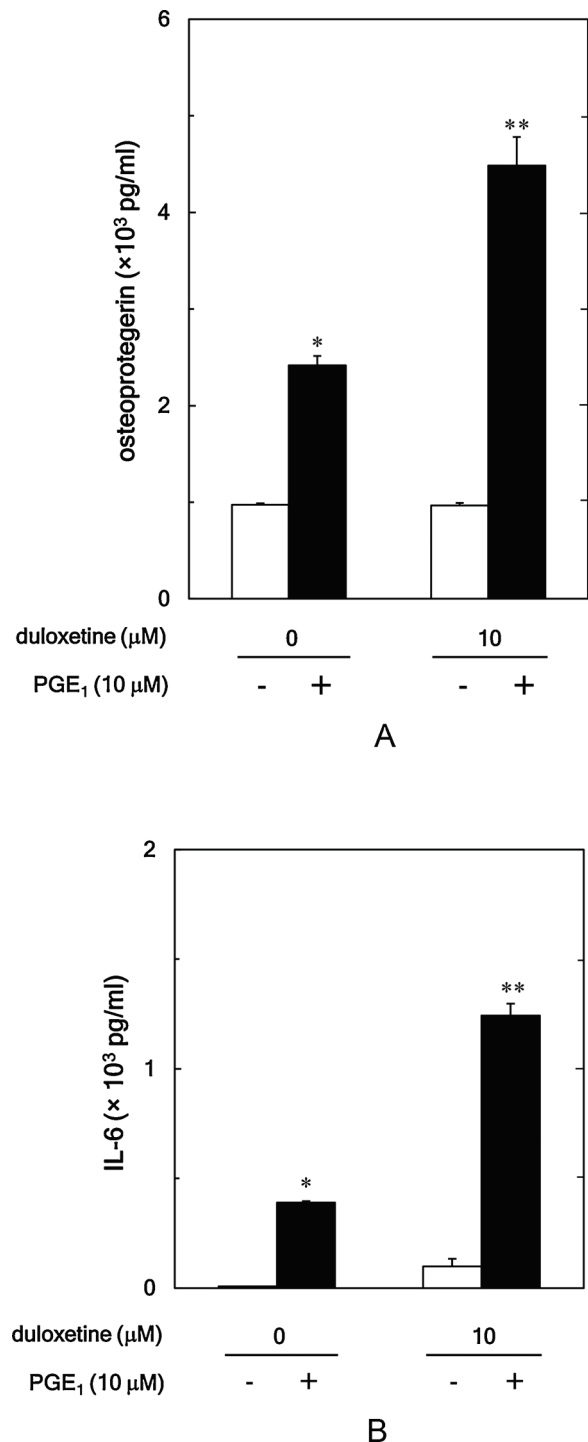 6
**
4
osteoprotegerin (×10³ pg/ml)
*
2
0
duloxetine (μM) 0 10
PGE₁ (10 μM) - + - +
A
2
**
IL-6 (× 10³ pg/ml)
1
*
0
duloxetine (μM) 0 10
PGE₁ (10 μM) - + - +
B